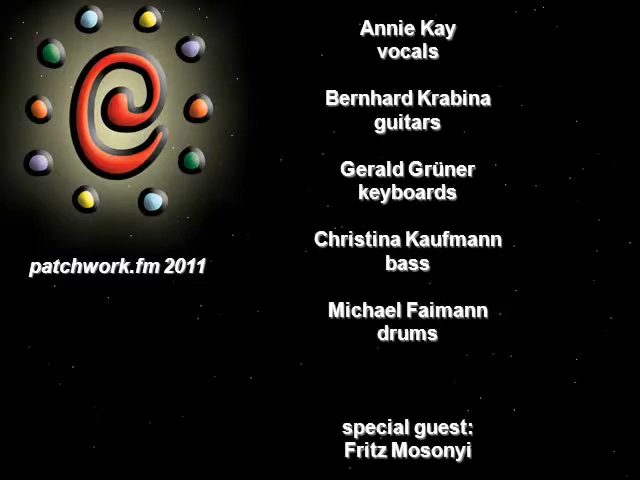 Annie Kay
vocals
Bernhard Krabina
guitars
Gerald Grüner
keyboards
Christina Kaufmann
bass
Michael Faimann
drums
special guest:
Fritz Mosonyi
patchwork.fm 2011